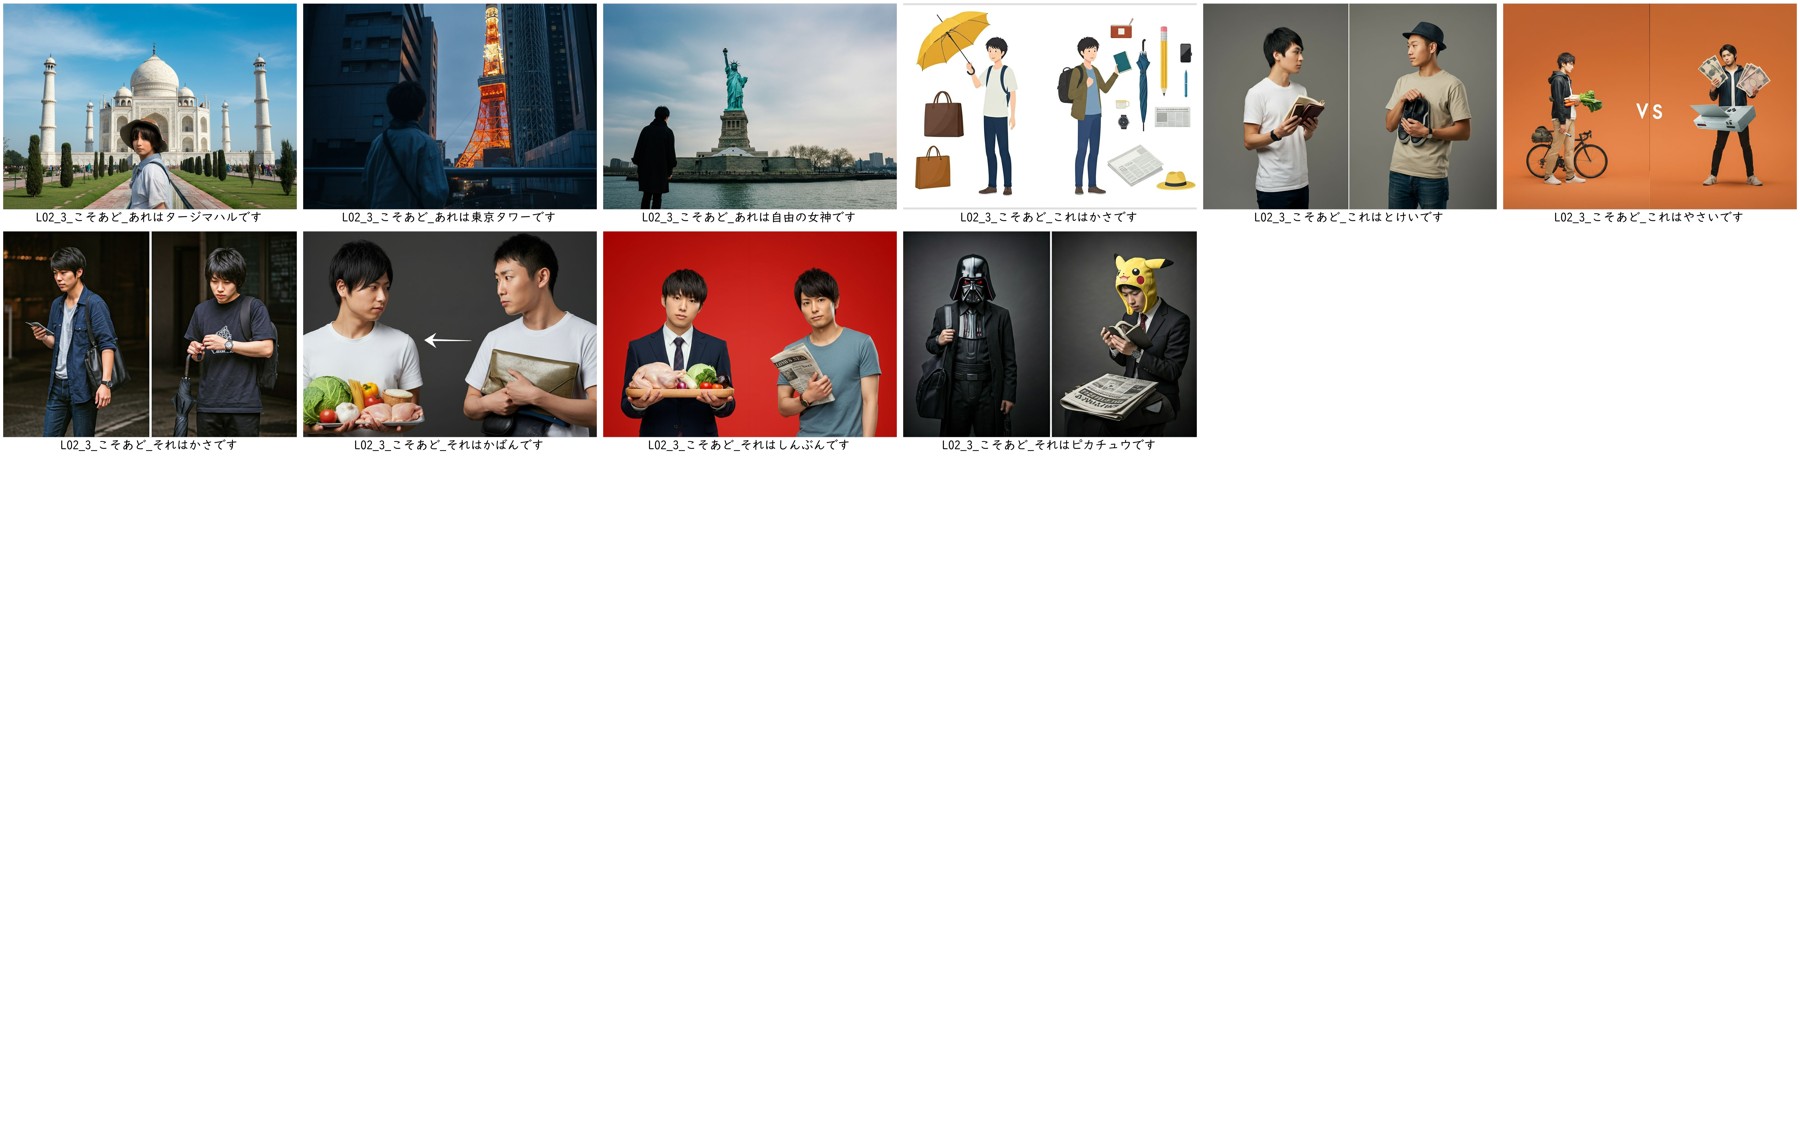 L02_3_こそあど_あれはタージマハルです
L02_3_こそあど_あれは東京タワーです
L02_3_こそあど_あれは自由の女神です
L02_3_こそあど_これはかさです
L02_3_こそあど_これはとけいです
VS
L02_3_こそあど_これはやさいです
L02_3_こそあど_それはかさです
L02_3_こそあど_それはかばんです
L02_3_こそあど_それはしんぶんです
L02_3_こそあど_それはピカチュウです